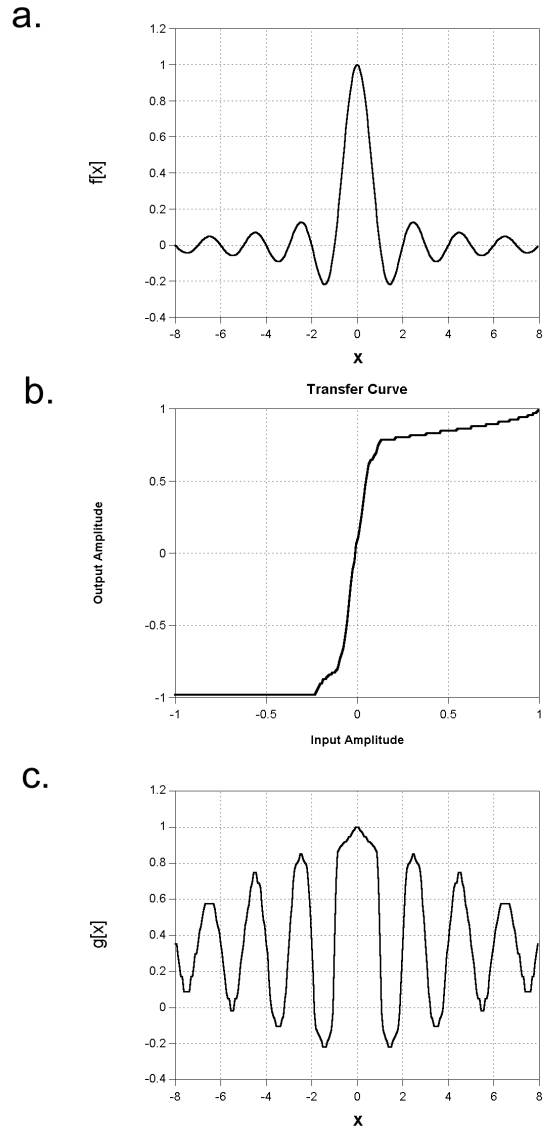 a.
1.2
1
0.8
0.6
0.4
0.2
0
-0.2
-0.4
f[x]
-8 -6 -4 -2 0 2 4 6 8
x
b.
Transfer Curve
1
0.5
0
-0.5
-1
Output Amplitude
-1 -0.5 0 0.5 1
Input Amplitude
c.
1.2
1
0.8
0.6
0.4
0.2
0
-0.2
-0.4
g[x]
-8 -6 -4 -2 0 2 4 6 8
x